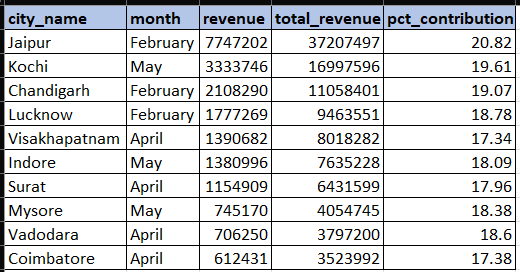 city_name month revenue total_revenue pct_contribution
Jaipur February 7747202 37207497 20.82
Kochi May 3333746 16997596 19.61
Chandigarh February 2108290 11058401 19.07
Lucknow February 1777269 9463551 18.78
Visakhapatnam April 1390682 8018282 17.34
Indore May 1380996 7635228 18.09
Surat April 1154909 6431599 17.96
Mysore May 745170 4054745 18.38
Vadodara April 706250 3797200 18.6
Coimbatore April 612431 3523992 17.38